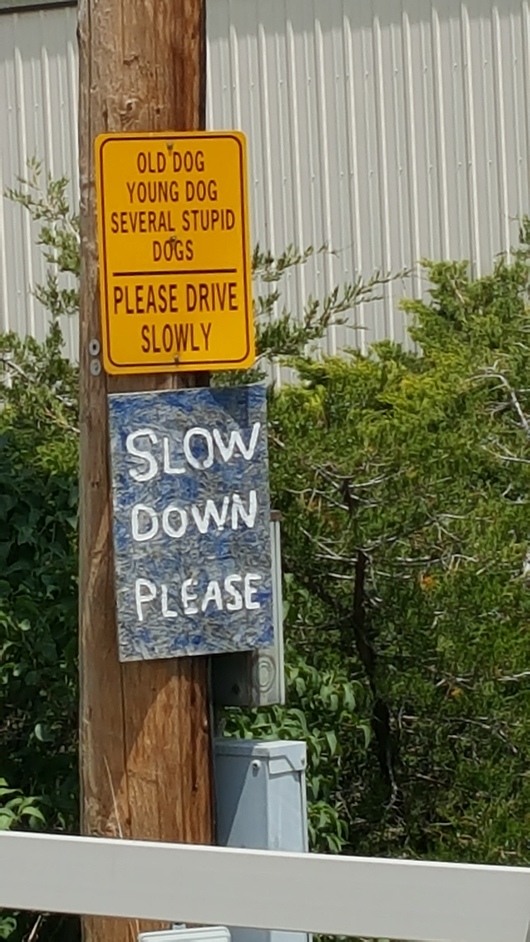 OLD DOG
YOUNG DOG
SEVERAL STUPID
DOGS
PLEASE DRIVE
SLOWLY
SLOW
DOWN
PLEASE